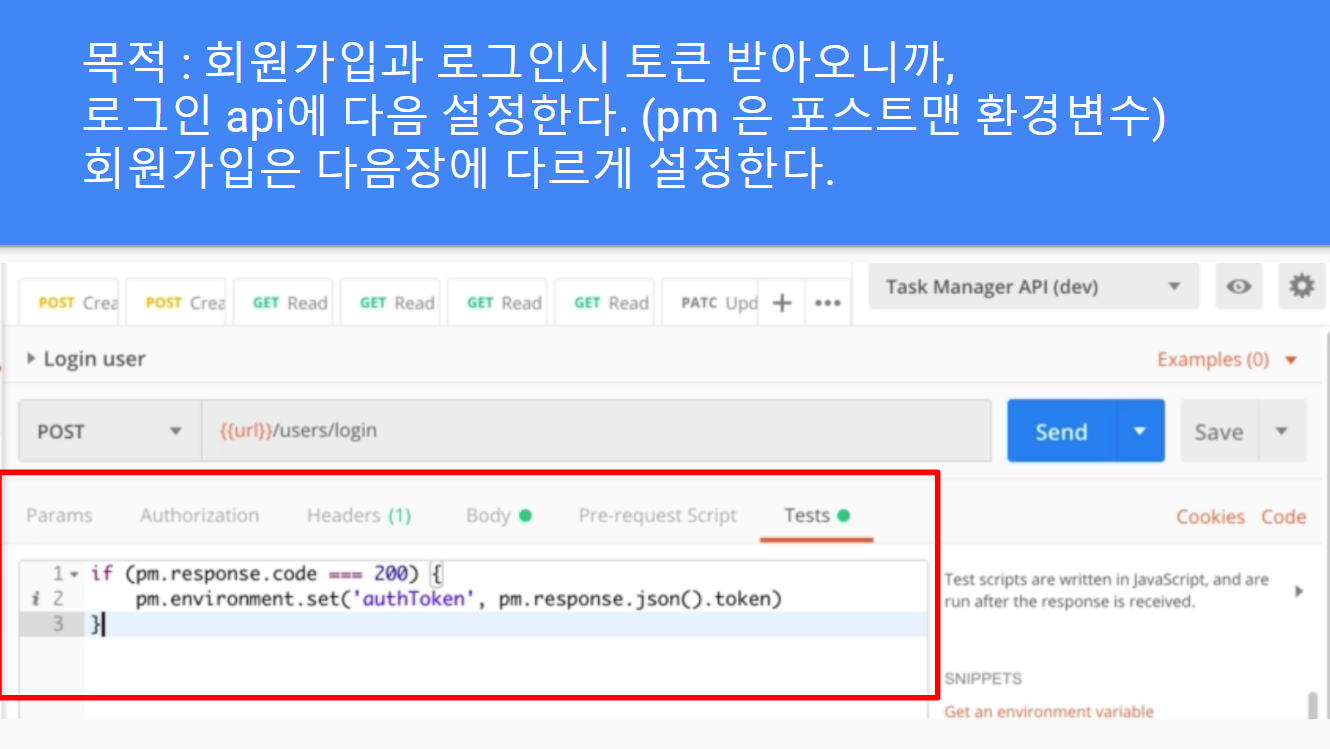 목적 : 회원가입과 로그인시 토큰 받아오니까,
로그인 api에 다음 설정한다. (pm 은 포스트맨 환경변수)
회원가입은 다음장에 다르게 설정한다.
POST Crea POST Crea GET Read GET Read GET Read GET Read PATC Upd + •••
Task Manager API (dev)
Login user
Examples (0)
POST
{{url}}/users/login
Send
Save
Params Authorization Headers (1) Body Pre-request Script Tests
Cookies Code
1 if (pm.response.code === 200) {
i 2 pm.environment.set('authToken', pm.response.json().token)
3 }
Test scripts are written in JavaScript, and are
run after the response is received.
SNIPPETS
Get an environment variable